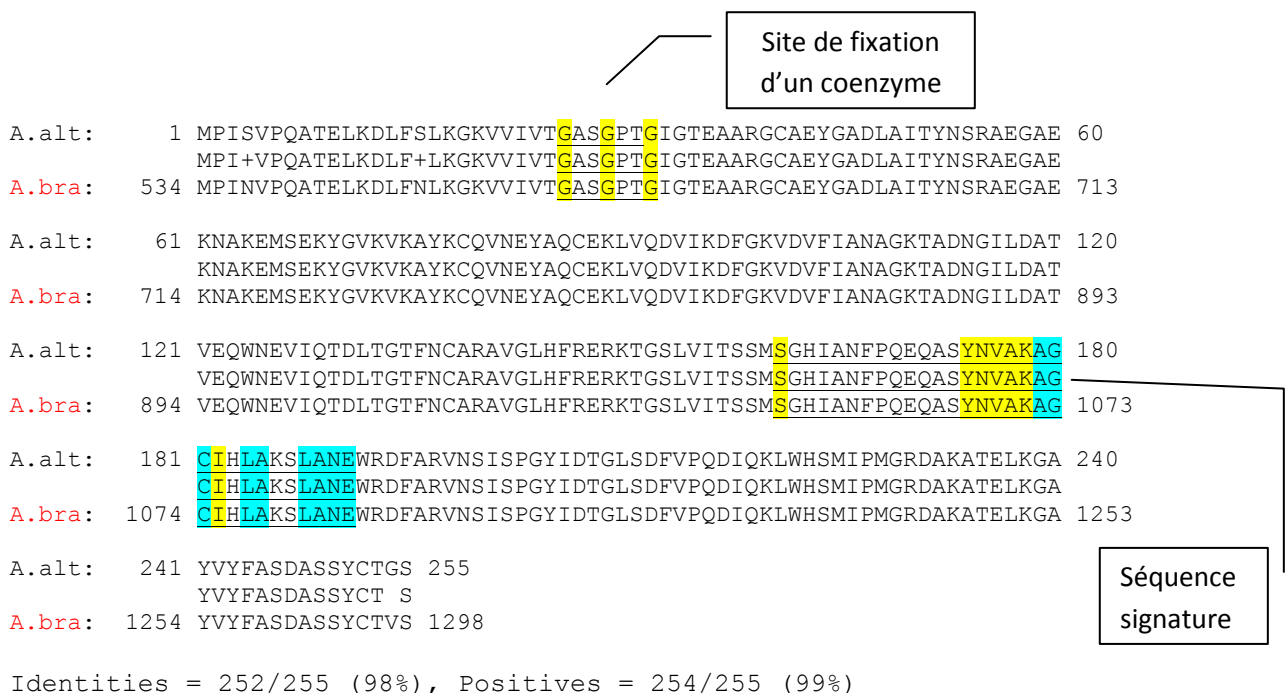 Site de fixation
d’un coenzyme
A.alt: 1 MPISVPQATELKDLFSLKGKVVIVTGASGPTGIGTEAARGCAEYGADLAITYNSRAEGAE 60
MPI+VPQATELKDLF+LKGKVVIVTGASGPTGIGTEAARGCAEYGADLAITYNSRAEGAE
A.bra: 534 MPINVPQATELKDLFNLKGKVVIVTGASGPTGIGTEAARGCAEYGADLAITYNSRAEGAE 713
A.alt: 61 KNAKEMSEKYGVKVKAYKCQVNEYAQCEKLVQDVIKDFGKVDVFIANAGKTADNGILDAT 120
KNAKEMSEKYGVKVKAYKCQVNEYAQCEKLVQDVIKDFGKVDVFIANAGKTADNGILDAT
A.bra: 714 KNAKEMSEKYGVKVKAYKCQVNEYAQCEKLVQDVIKDFGKVDVFIANAGKTADNGILDAT 893
A.alt: 121 VEQWNEVIQTDLTGTFNCARAVGLHFRERKTGSLVITSSMSGHIANFPQEQASYNVAKAG 180
VEQWNEVIQTDLTGTFNCARAVGLHFRERKTGSLVITSSMSGHIANFPQEQASYNVAKAG
A.bra: 894 VEQWNEVIQTDLTGTFNCARAVGLHFRERKTGSLVITSSMSGHIANFPQEQASYNVAKAG 1073
A.alt: 181 CIHLAKSLANEWRDFARVNSISPGYIDTGLSDFVPQDIQKLWHSMIPMGRDAKATELKGA 240
CIHLAKSLANEWRDFARVNSISPGYIDTGLSDFVPQDIQKLWHSMIPMGRDAKATELKGA
A.bra: 1074 CIHLAKSLANEWRDFARVNSISPGYIDTGLSDFVPQDIQKLWHSMIPMGRDAKATELKGA 1253
A.alt: 241 YVYFASDASSYCTGS 255
YVYFASDASSYCT S
A.bra: 1254 YVYFASDASSYCTVS 1298
Séquence
signature
Identities = 252/255 (98%), Positives = 254/255 (99%)